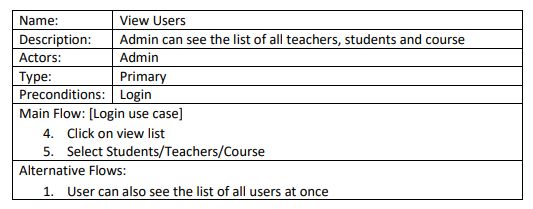 Name: View Users
Description: Admin can see the list of all teachers, students and course
Actors: Admin
Type: Primary
Preconditions: Login
Main Flow: [Login use case]
4. Click on view list
5. Select Students/Teachers/Course
Alternative Flows:
1. User can also see the list of all users at once